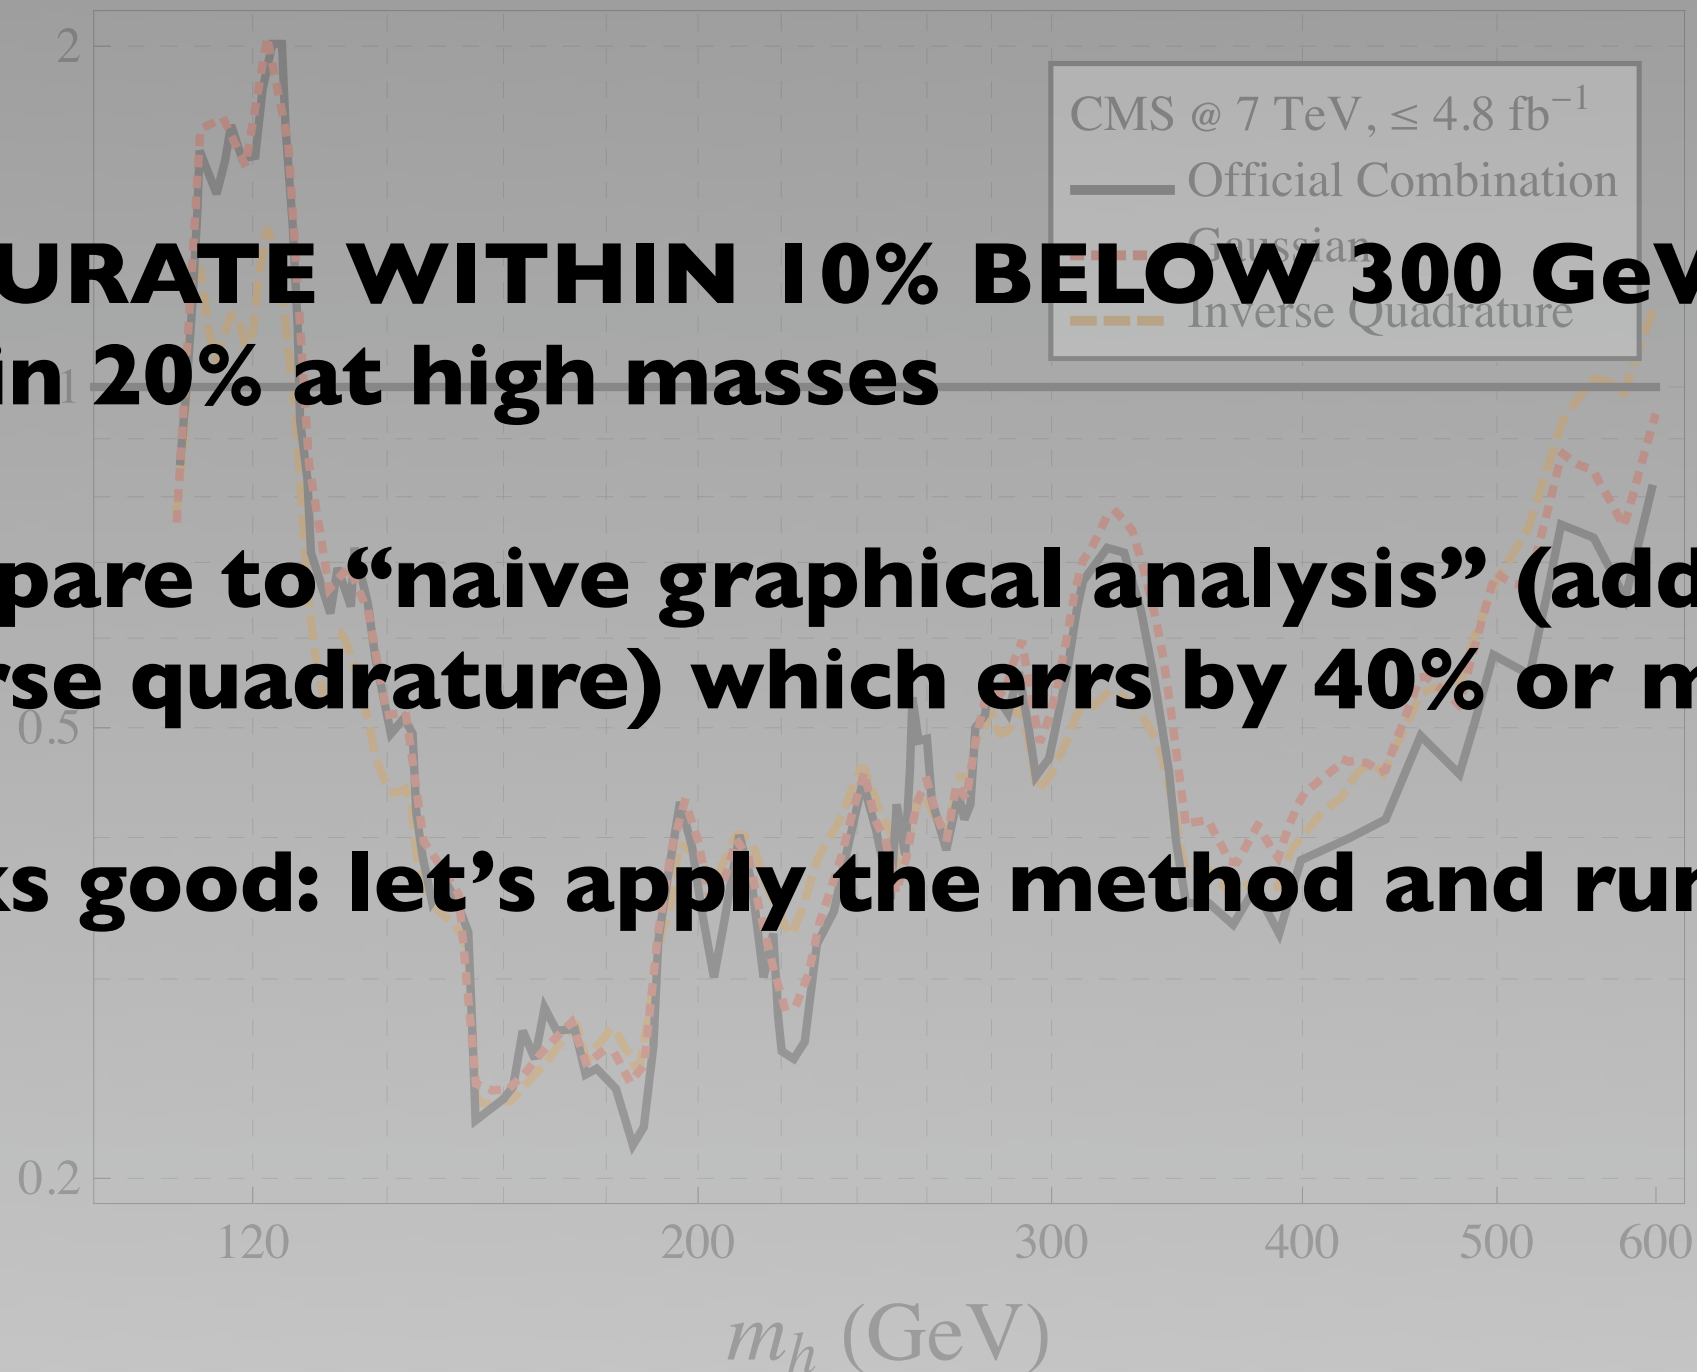 2
CMS @ 7 TeV, ≤ 4.8 fb⁻¹
Official Combination
Gaussian
URATE WITHIN 10% BELOW 300 GeV
Inverse Quadrature
in 20% at high masses
1
pare to “naive graphical analysis” (add
rse quadrature) which errs by 40% or m
0.5
ks good: let’s apply the method and run
0.2
120 200 300 400 500 600
mₕ (GeV)